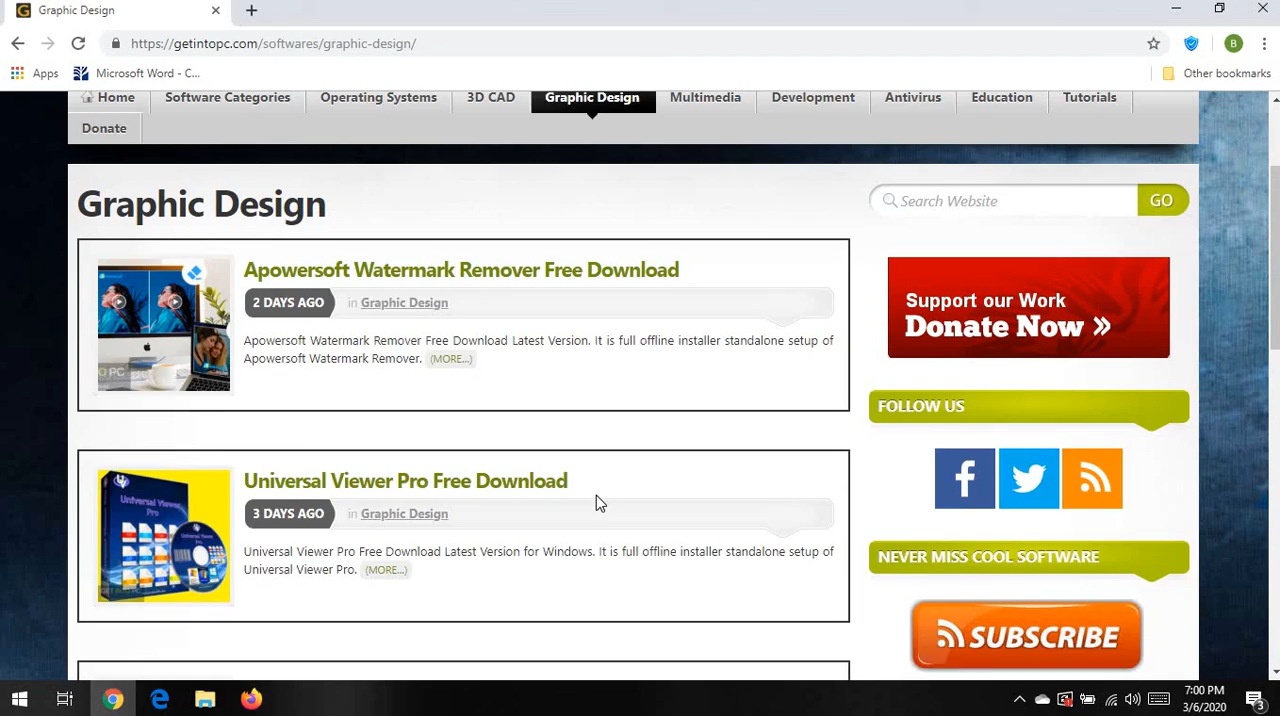 Graphic Design
https://getintopc.com/softwares/graphic-design/
B
Apps
Microsoft Word - C...
Other bookmarks
Home
Software Categories
Operating Systems
3D CAD
Graphic Design
Multimedia
Development
Antivirus
Education
Tutorials
Donate
Graphic Design
Search Website
GO
Apowersoft Watermark Remover Free Download
2 DAYS AGO
in Graphic Design
Apowersoft Watermark Remover Free Download Latest Version. It is full offline installer standalone setup of
Apowersoft Watermark Remover. (MORE...)
Support our Work
Donate Now »
FOLLOW US
Universal Viewer Pro Free Download
3 DAYS AGO
in Graphic Design
Universal Viewer Pro Free Download Latest Version for Windows. It is full offline installer standalone setup of
Universal Viewer Pro. (MORE...)
Universal Viewer
Pro
NEVER MISS COOL SOFTWARE
SUBSCRIBE
7:00 PM
3/6/2020
3